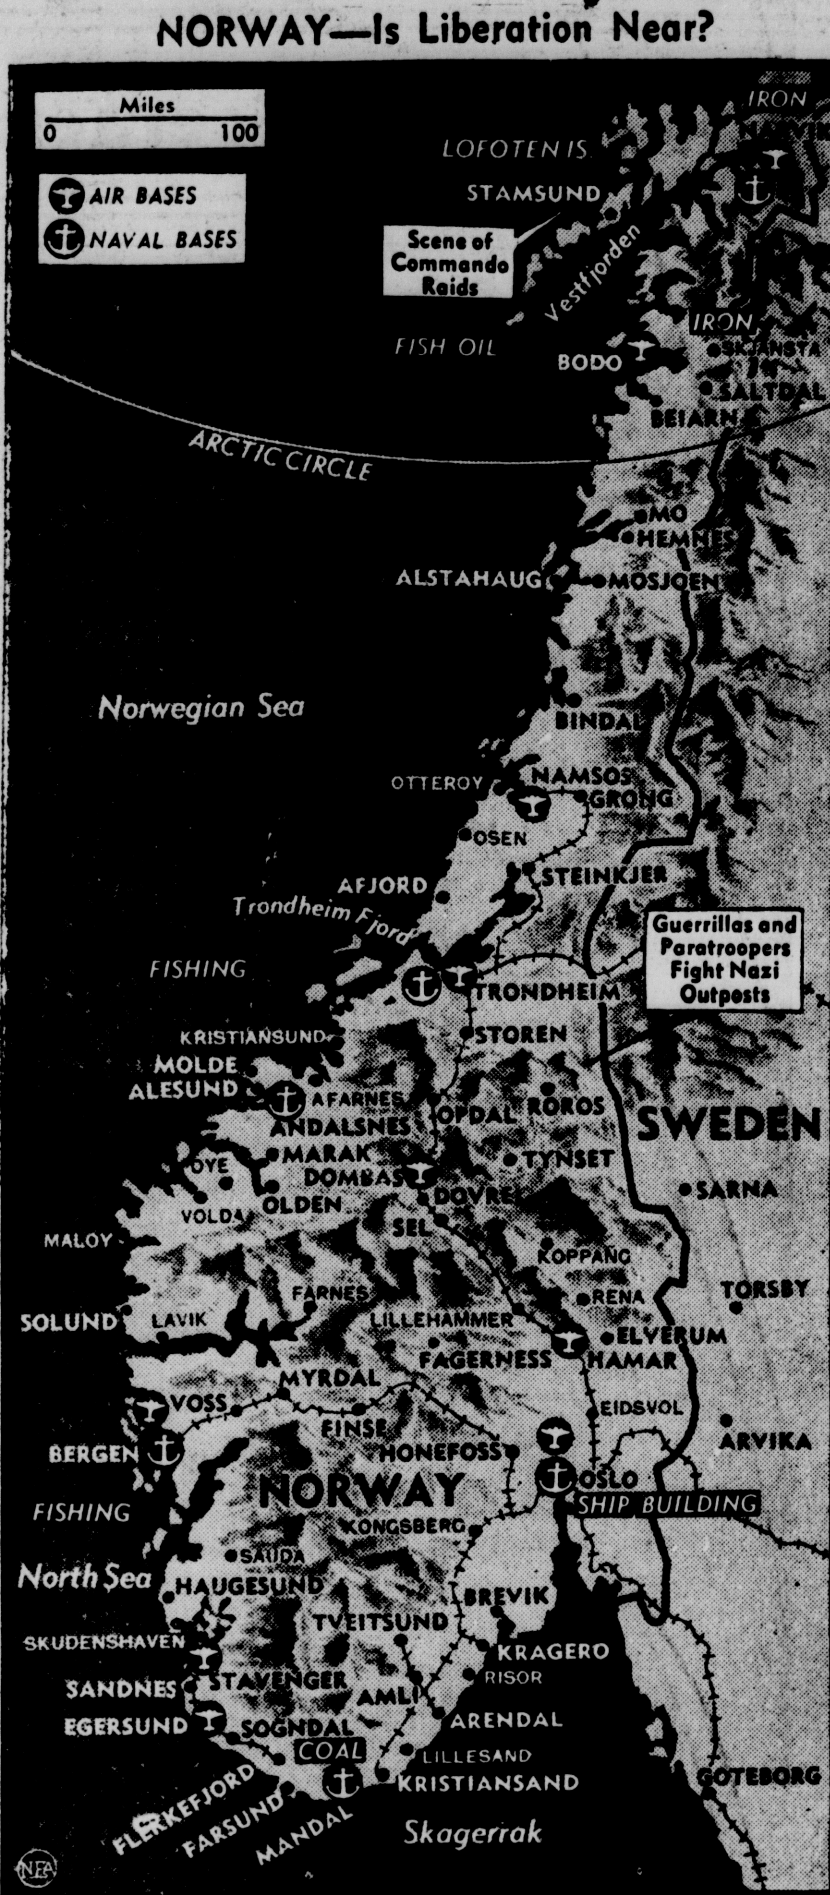 NORWAY—Is Liberation Near?
Miles
0 100
AIR BASES
NAVAL BASES
IRON
LOFOTEN IS.
STAMSUND
Scene of
Commando
Raids
Vestfjorden
IRON
FISH OIL
BODO
SALTDAL
BEIARN
ARCTIC CIRCLE
MO
HEMNES
ALSTAHAUG
MOSJOEN
Norwegian Sea
BINDAL
OTTEROY
NAMSOS
GRONG
OSEN
STEINKJER
AFJORD
Trondheim Fjord
Guerrillas and
Paratroopers
Fight Nazi
Outposts
FISHING
TRONDHEIM
KRISTIANSUND
STOREN
MOLDE
ALESUND
AFARNES
OPDAL
ROROS
ANDALSNES
SWEDEN
MARAK
OYE
DOMBAS
TYNSET
DOVRE
SARNA
OLDEN
VOLDA
SEL
MALOY
KOPPANG
FARNES
RENA
TORSBY
SOLUND
LAVIK
LILLEHAMMER
ELVERUM
FAGERNESS
HAMAR
MYRDAL
VOSS
EIDSVOL
FINSE
ARVIKA
BERGEN
HONEFOSS
NORWAY
OSLO
SHIP BUILDING
FISHING
KONGSBERG
SAUDA
North Sea
HAUGESUND
BREVIK
TVEITSUND
SKUDENSHAVEN
KRAGERO
RISOR
SANDNES
STAVENGER
AMLI
EGERSUND
SOGNDAL
ARENDAL
COAL
LILLESAND
KRISTIANSAND
GOTEBORG
FLEKKEFJORD
FARSUND
MANDAL
Skagerrak
NEA